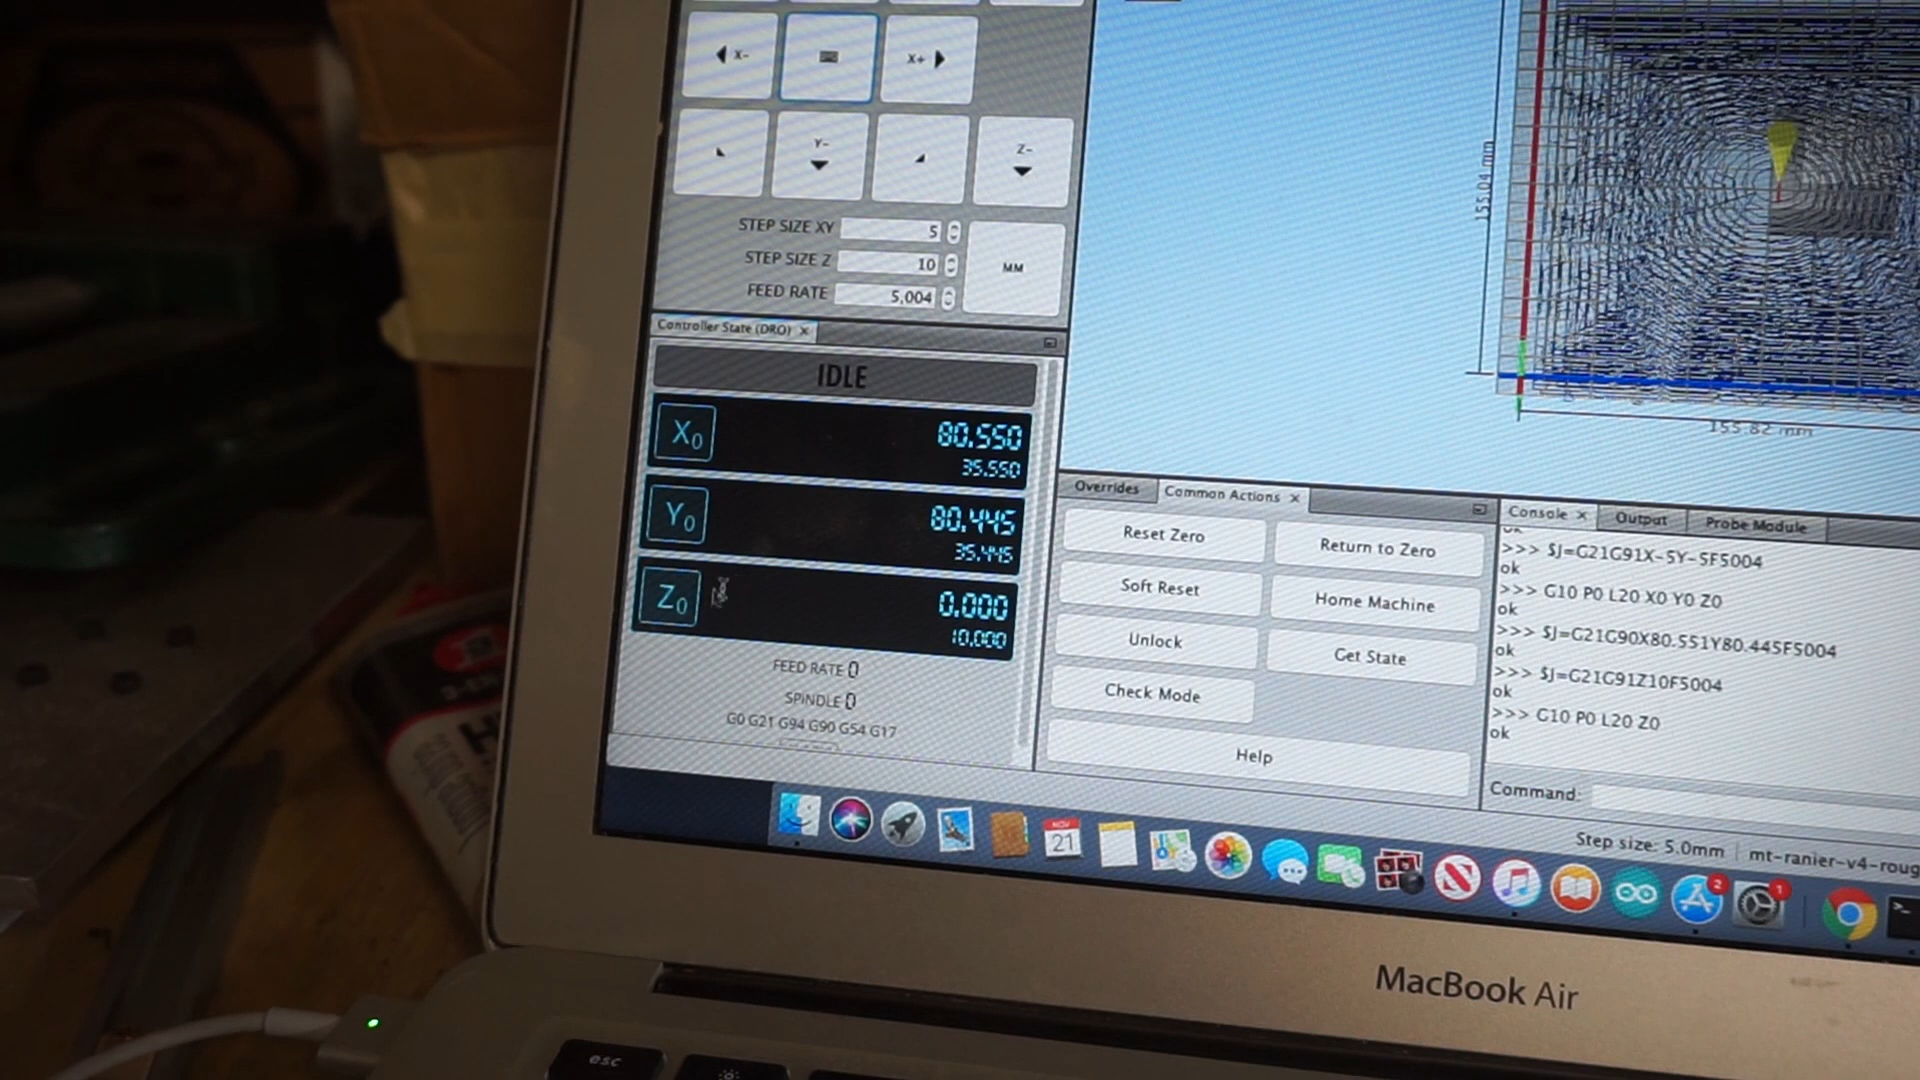 X-
X+
Y-
Z-
STEP SIZE XY 5
STEP SIZE Z 10
FEED RATE 5,004
MM
Controller State (DRO)
IDLE
X0 80.550
35.550
Y0 80.445
35.445
Z0 0.000
10.000
FEED RATE 0
SPINDLE 0
G0 G21 G94 G90 G54 G17
155.04 mm
155.82 mm
Overrides Common Actions
Reset Zero Return to Zero
Soft Reset Home Machine
Unlock Get State
Check Mode
Help
Console Output Probe Module
ok
>>> $J=G21G91X-5Y-5F5004
ok
>>> G10 P0 L20 X0 Y0 Z0
ok
>>> $J=G21G90X80.551Y80.445F5004
ok
>>> $J=G21G91Z10F5004
ok
>>> G10 P0 L20 Z0
ok
Command:
Step size: 5.0mm mt-ranier-v4-roug
NOV
21
2
1
MacBook Air
esc